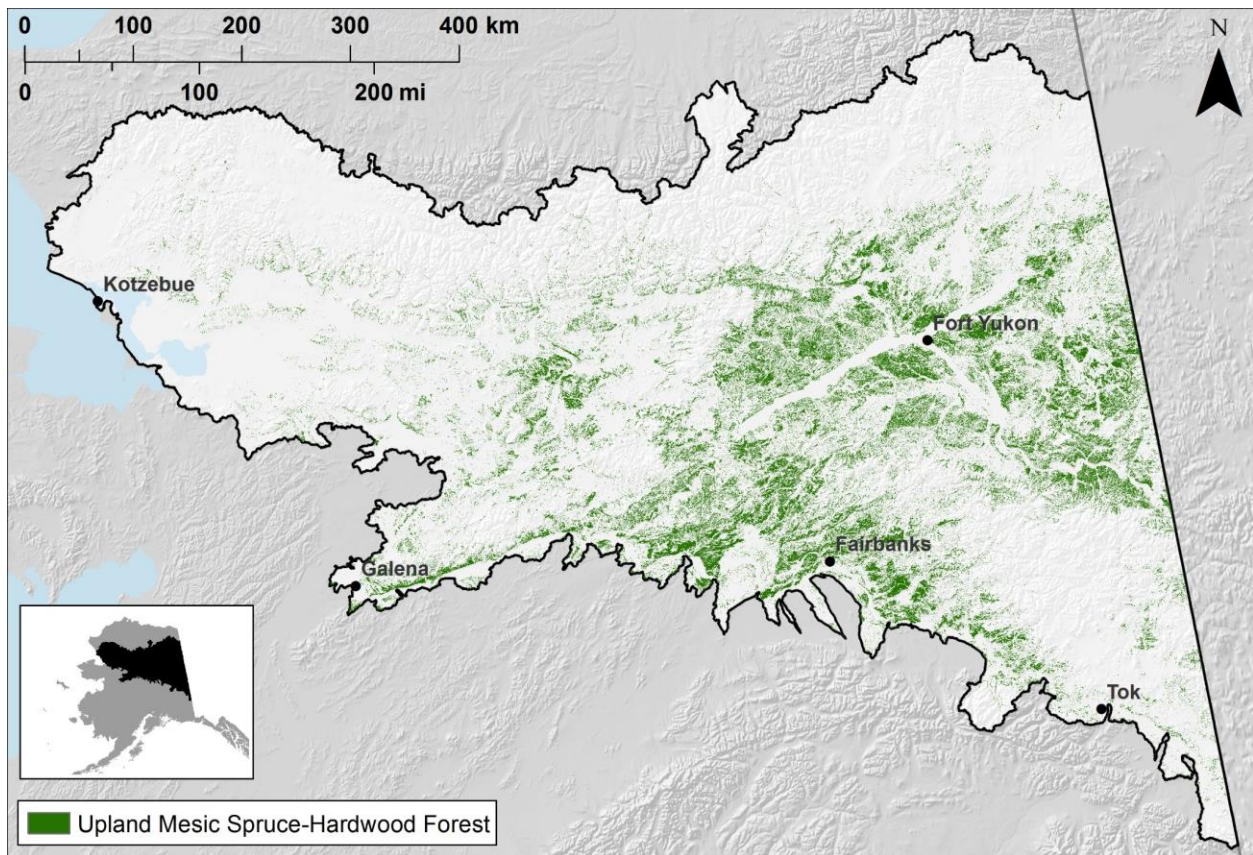 0 100 200 300 400 km
0 100 200 mi
N
Kotzebue
Fort Yukon
Fairbanks
Galena
Tok
Upland Mesic Spruce-Hardwood Forest